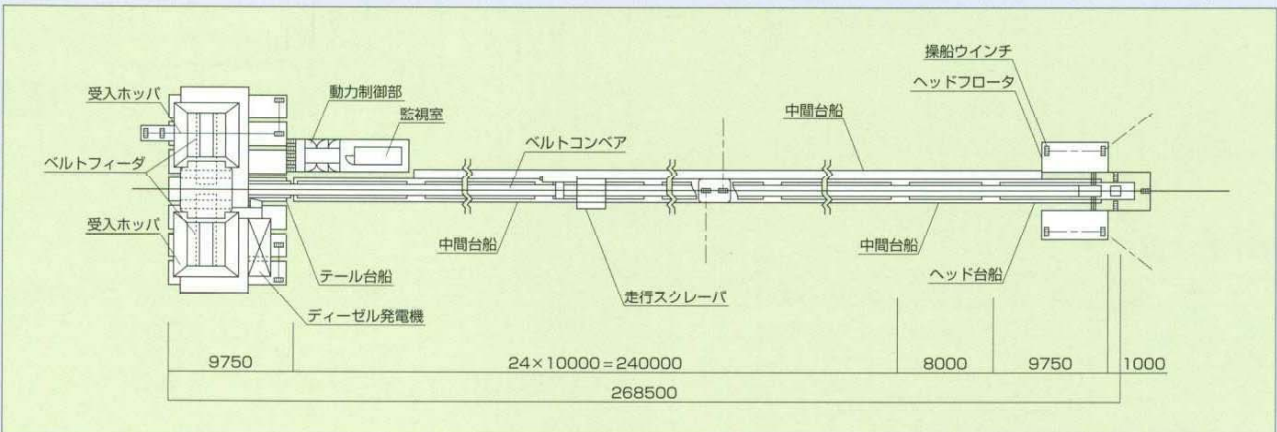 操船ウインチ
受入ホッパ
動力制御部
ヘッドフロータ
監視室
中間台船
ベルトコンベア
ベルトフィーダ
受入ホッパ
中間台船
中間台船
テール台船
ヘッド台船
走行スクレーパ
ディーゼル発電機
9750
24×10000=240000
8000
9750
1000
268500